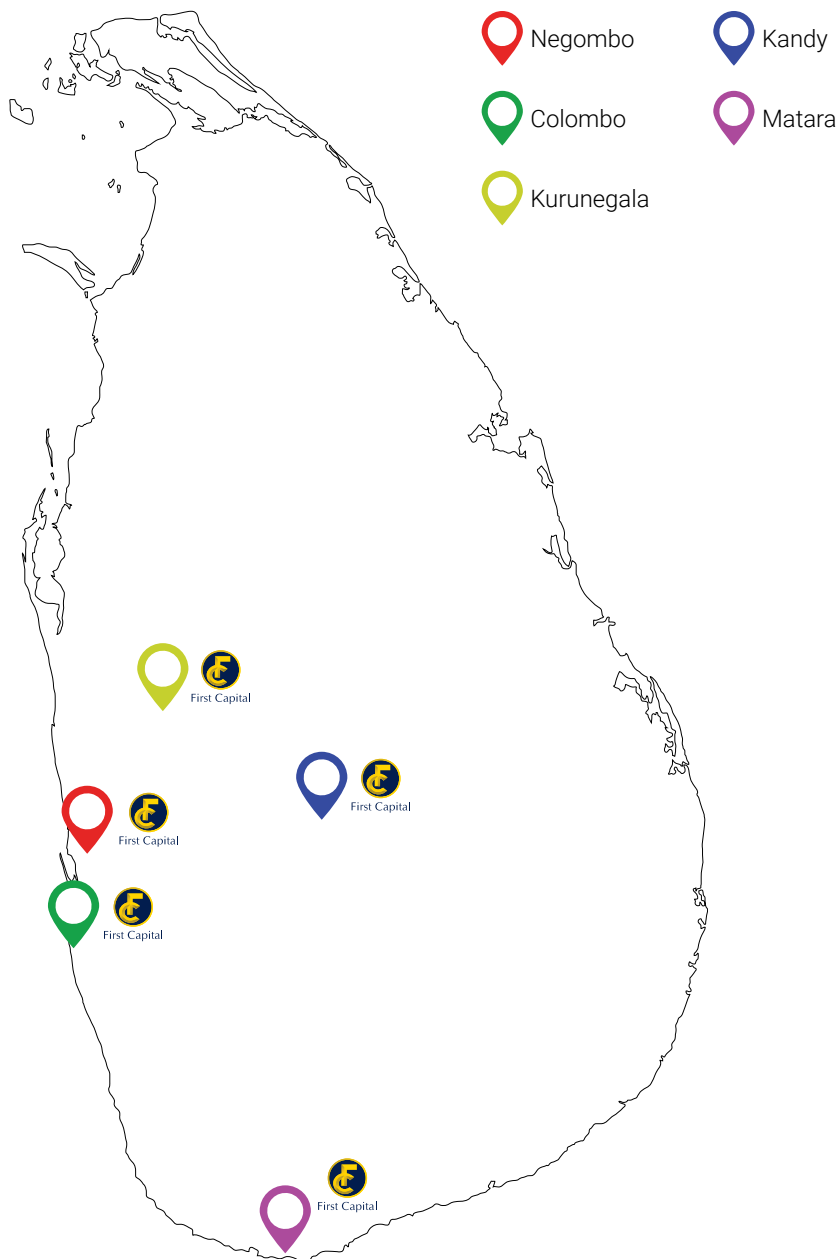 Negombo
Kandy
Colombo
Matara
Kurunegala
First Capital
First Capital
First Capital
First Capital
First Capital